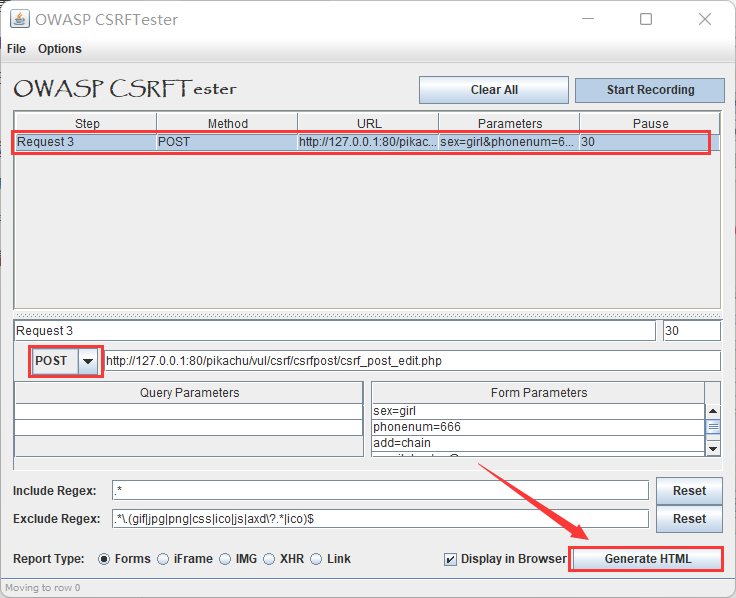 OWASP CSRFTester
File Options
OWASP CSRFTester
Clear All Start Recording
Step Method URL Parameters Pause
Request 3 POST http://127.0.0.1:80/pikac... sex=girl&phonenum=6... 30
Request 3 30
POST http://127.0.0.1:80/pikachu/vul/csrf/csrfpost/csrf_post_edit.php
Query Parameters Form Parameters
sex=girl
phonenum=666
add=chain
Include Regex: .* Reset
Exclude Regex: .*\.(gif|jpg|png|css|ico|js|axd\?.*|ico)$ Reset
Report Type: Forms iFrame IMG XHR Link Display in Browser Generate HTML
Moving to row 0